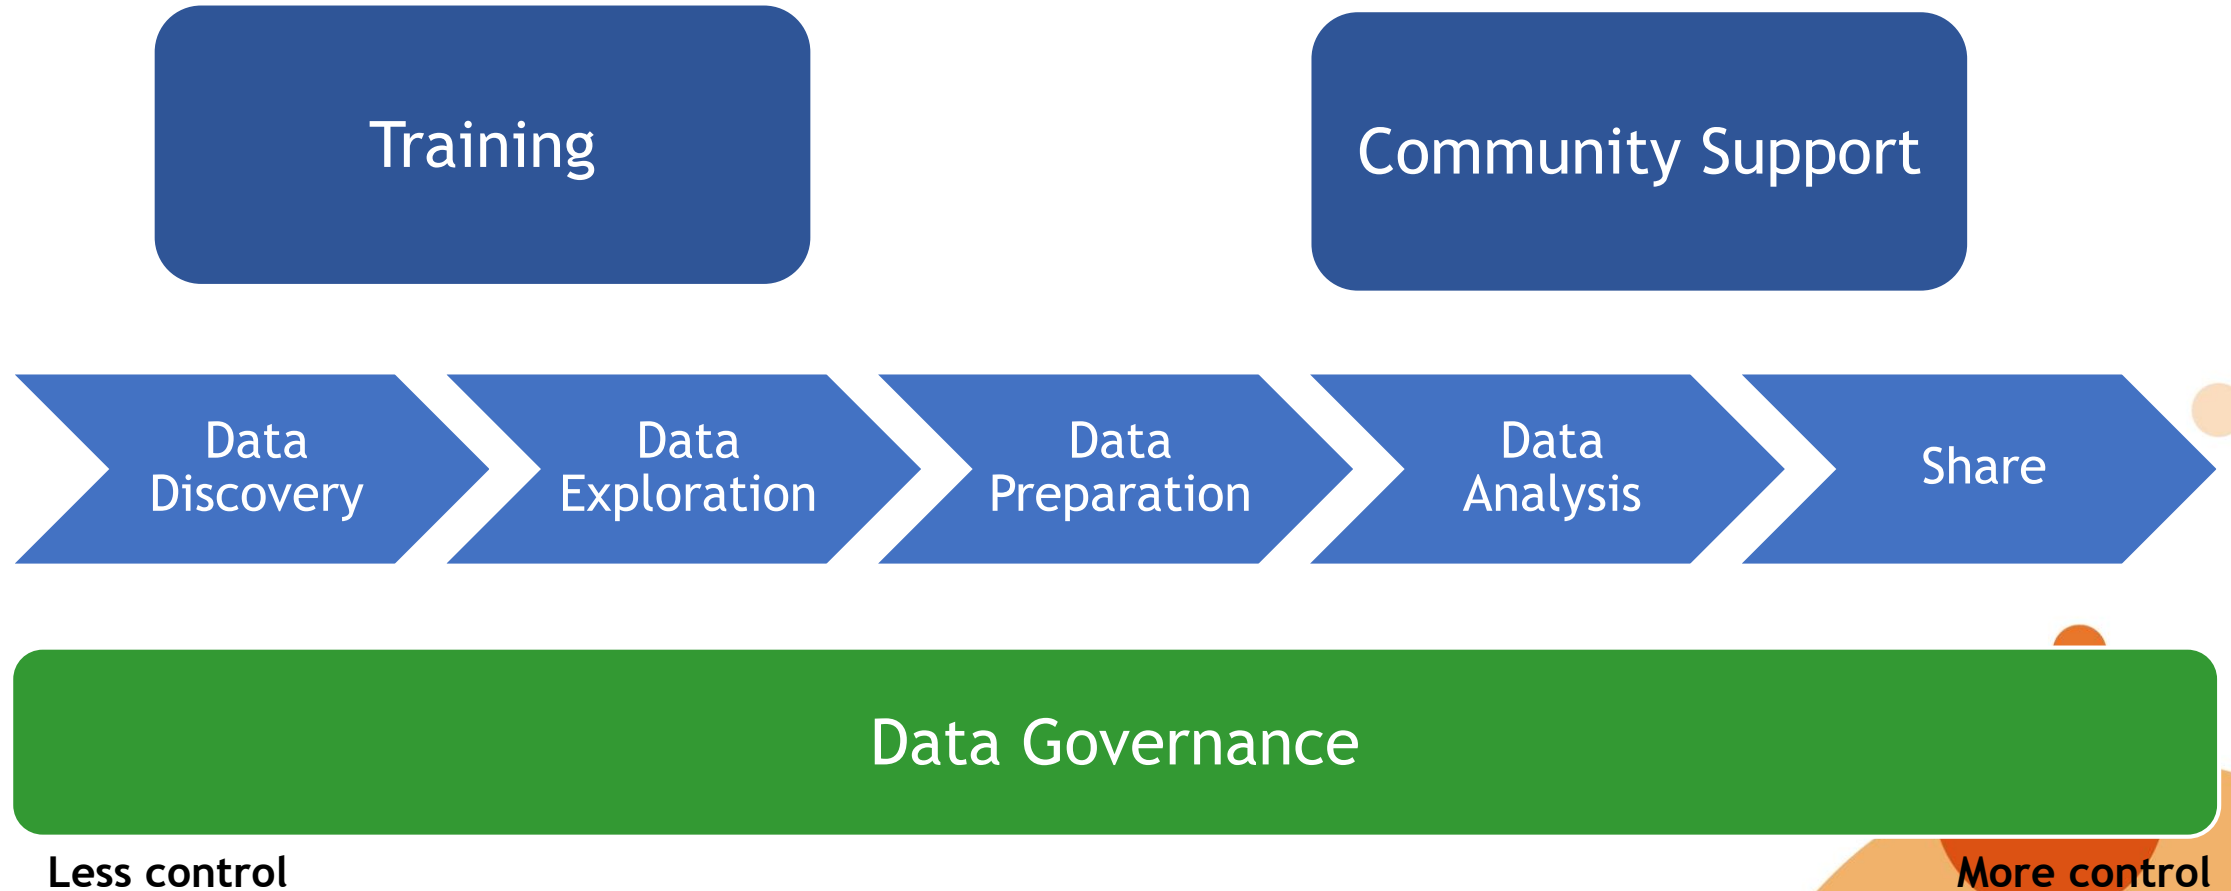 Training
Community Support
Data
Discovery
Data
Exploration
Data
Preparation
Data
Analysis
Share
Data Governance
Less control
More control